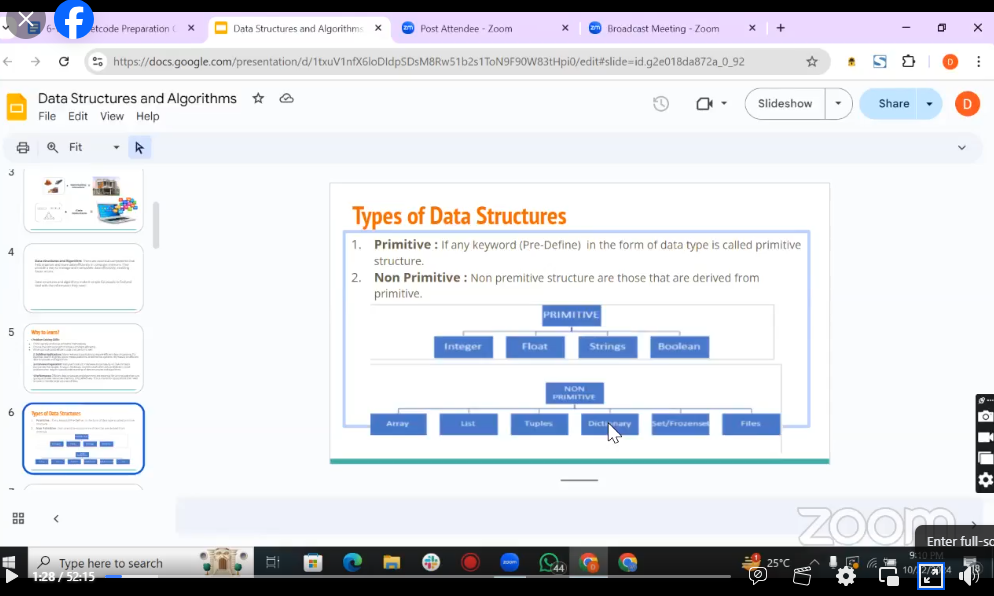 etcode Preparation
Data Structures and Algorithms
Post Attendee - Zoom
Broadcast Meeting - Zoom
https://docs.google.com/presentation/d/1txuV1nfX6loDIdpSDsM8Rw51b2s1ToN9F90W83tHpi0/edit#slide=id.g2e018da872a_0_92
D
Data Structures and Algorithms
File Edit View Help
Slideshow
Share
D
Fit
3
4
5
Why to learn?
6
Types of Data Structures
Types of Data Structures
1. Primitive : If any keyword (Pre-Define) in the form of data type is called primitive
structure.
2. Non Primitive : Non premitive structure are those that are derived from
primitive.
PRIMITIVE
Integer Float Strings Boolean
NON
PRIMITIVE
Array List Tuples Dictionary Set/Frozenset Files
zoom
Enter full-sc
Type here to search
zoom
44
25°C
9:10 PM
1:28 / 52:15